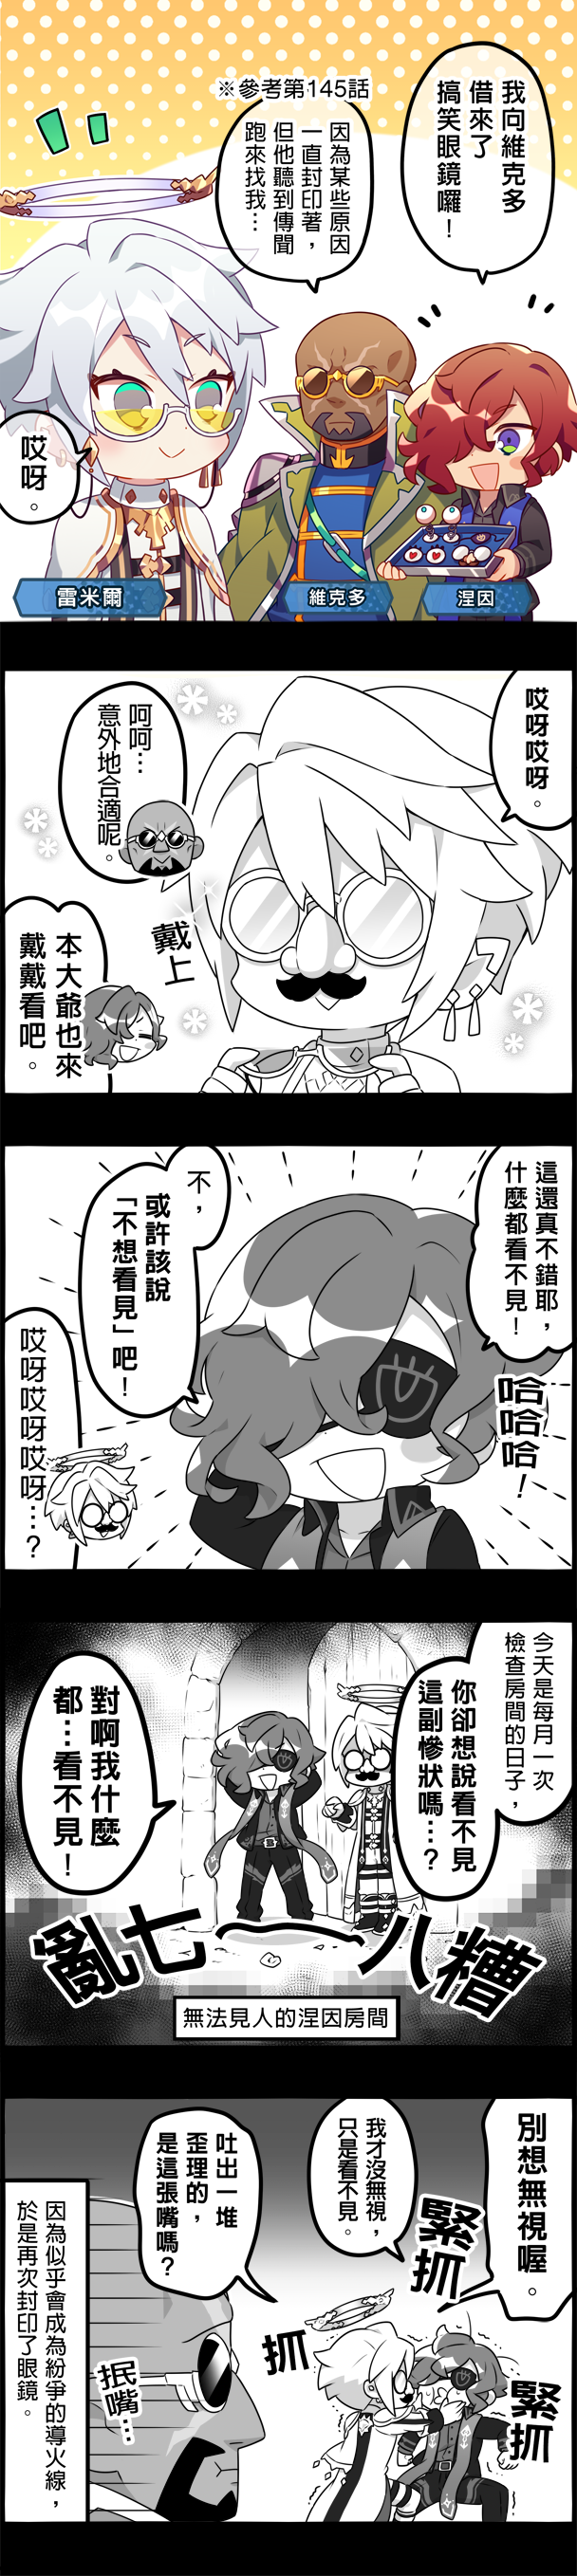 我向維克多
借來了
搞笑眼鏡囉！
※參考第145話
因為某些原因
一直封印著，
但他聽到傳聞
跑來找我…
哎呀。
雷米爾
維克多
涅因
哎呀哎呀。
呵呵…
意外地合適呢。
戴上
本大爺也來
戴戴看吧。
這還真不錯耶，
什麼都看不見！
哈哈哈！
不，
或許該說
「不想看見」吧！
哎呀哎呀哎呀…？
今天是每月一次
檢查房間的日子，
你卻想說看不見
這副慘狀嗎…？
對啊我什麼
都…看不見！
亂七八糟
無法見人的涅因房間
別想無視喔。
緊抓
我才沒無視，
只是看不見。
吐出一堆
歪理的，
是這張嘴嗎？
抓
緊抓
抿嘴…
因為似乎會成為紛爭的導火線，
於是再次封印了眼鏡。